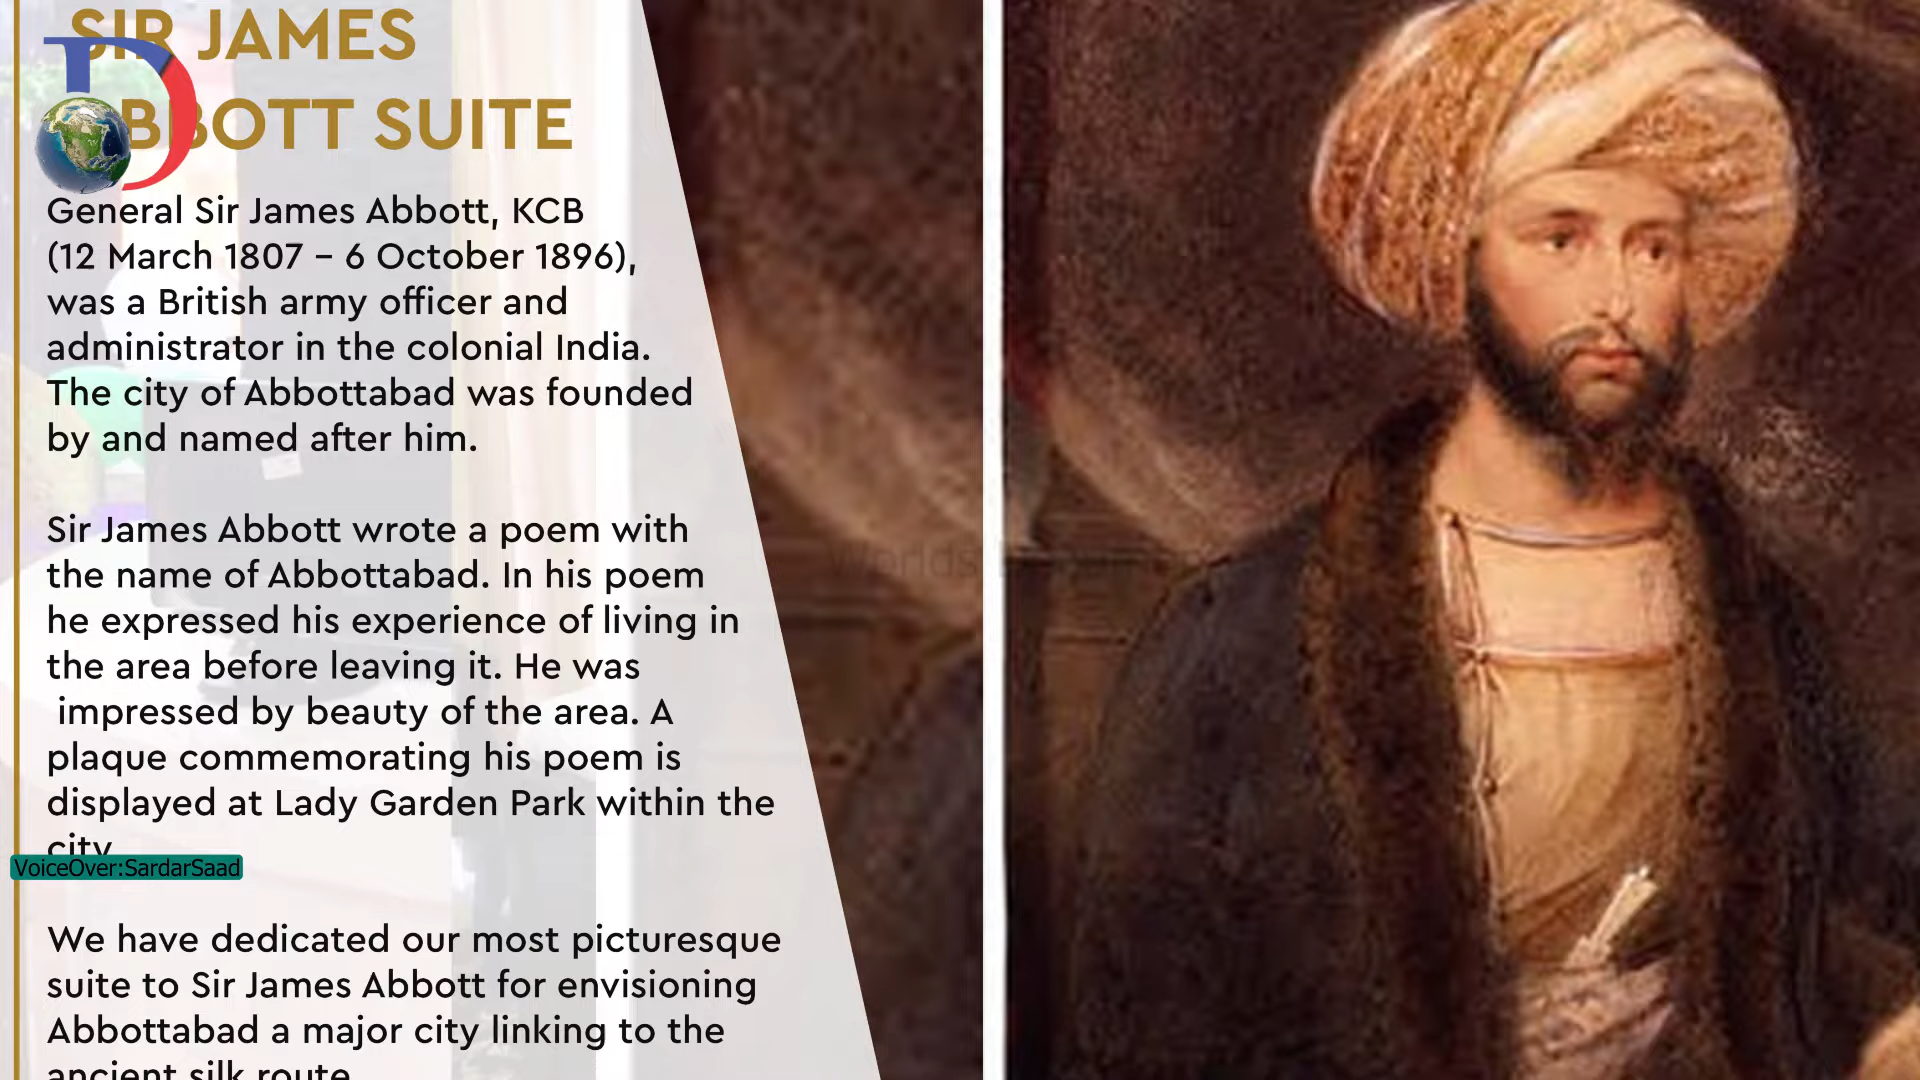 SIR JAMES
ABBOTT SUITE
General Sir James Abbott, KCB
(12 March 1807 – 6 October 1896),
was a British army officer and
administrator in the colonial India.
The city of Abbottabad was founded
by and named after him.
Sir James Abbott wrote a poem with
the name of Abbottabad. In his poem
he expressed his experience of living in
the area before leaving it. He was
impressed by beauty of the area. A
plaque commemorating his poem is
displayed at Lady Garden Park within the
city.
VoiceOver:SardarSaad
We have dedicated our most picturesque
suite to Sir James Abbott for envisioning
Abbottabad a major city linking to the
ancient silk route.